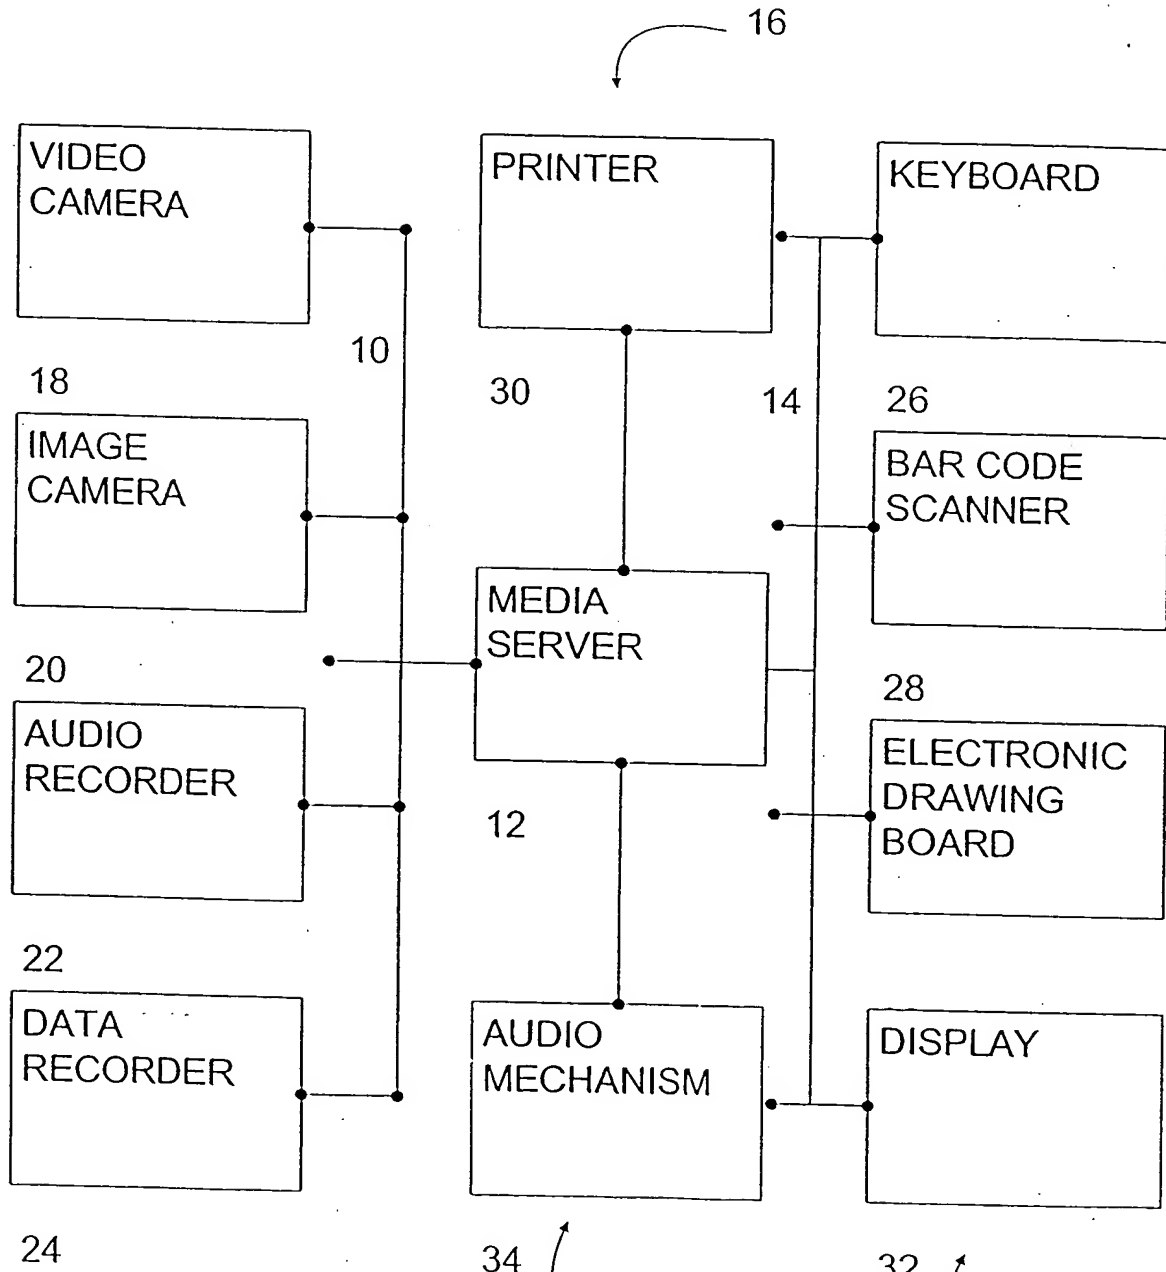 16
VIDEO
CAMERA
PRINTER
KEYBOARD
10
18
30
14
26
IMAGE
CAMERA
BAR CODE
SCANNER
MEDIA
SERVER
20
28
AUDIO
RECORDER
12
ELECTRONIC
DRAWING
BOARD
22
DATA
RECORDER
AUDIO
MECHANISM
DISPLAY
24
34
32